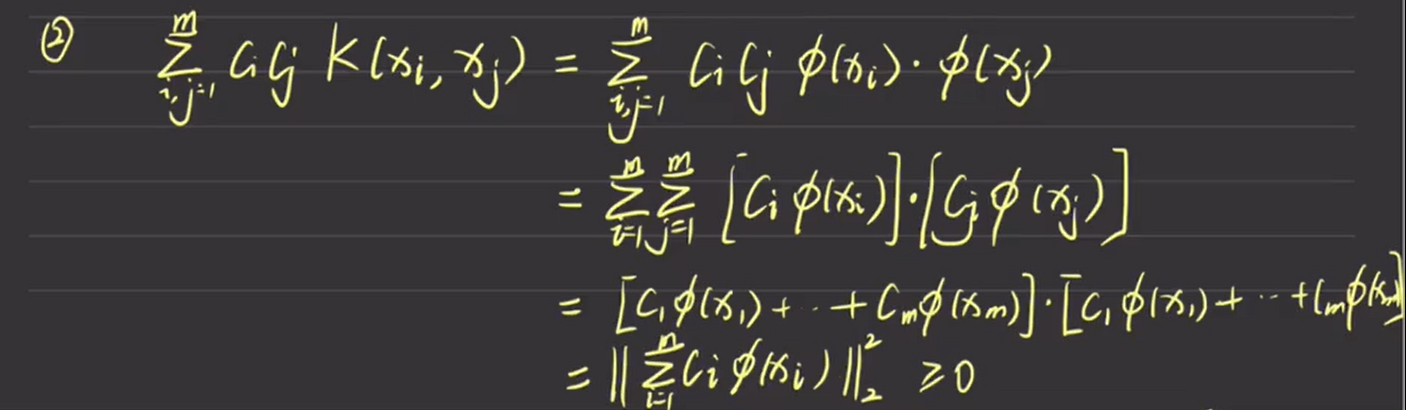 ② $\sum_{i,j=1}^{m} C_i C_j K(x_i, x_j) = \sum_{i,j=1}^{m} C_i C_j \phi(x_i) \cdot \phi(x_j)$
$= \sum_{i=1}^{m} \sum_{j=1}^{m} [C_i \phi(x_i)] \cdot [C_j \phi(x_j)]$
$= [C_1 \phi(x_1) + \cdots + C_m \phi(x_m)] \cdot [C_1 \phi(x_1) + \cdots + C_m \phi(x_m)]$
$= \| \sum_{i=1}^{m} C_i \phi(x_i) \|_2^2 \geq 0$